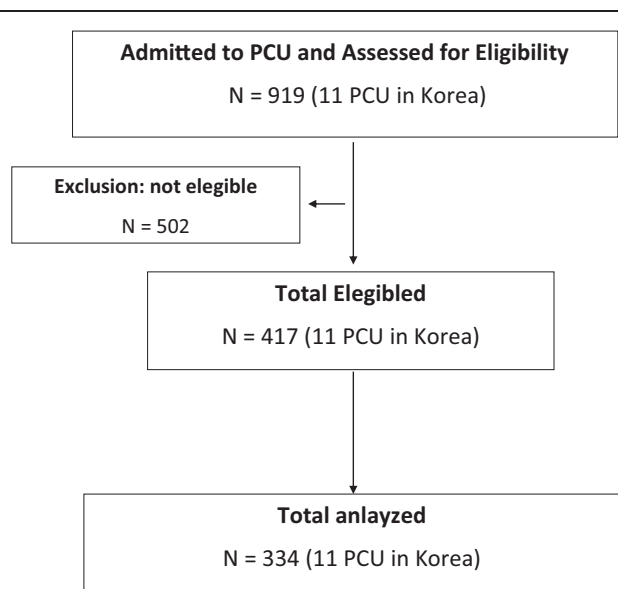 Admitted to PCU and Assessed for Eligibility
N = 919 (11 PCU in Korea)
Exclusion: not elegible
N = 502
Total Elegibled
N = 417 (11 PCU in Korea)
Total anlayzed
N = 334 (11 PCU in Korea)